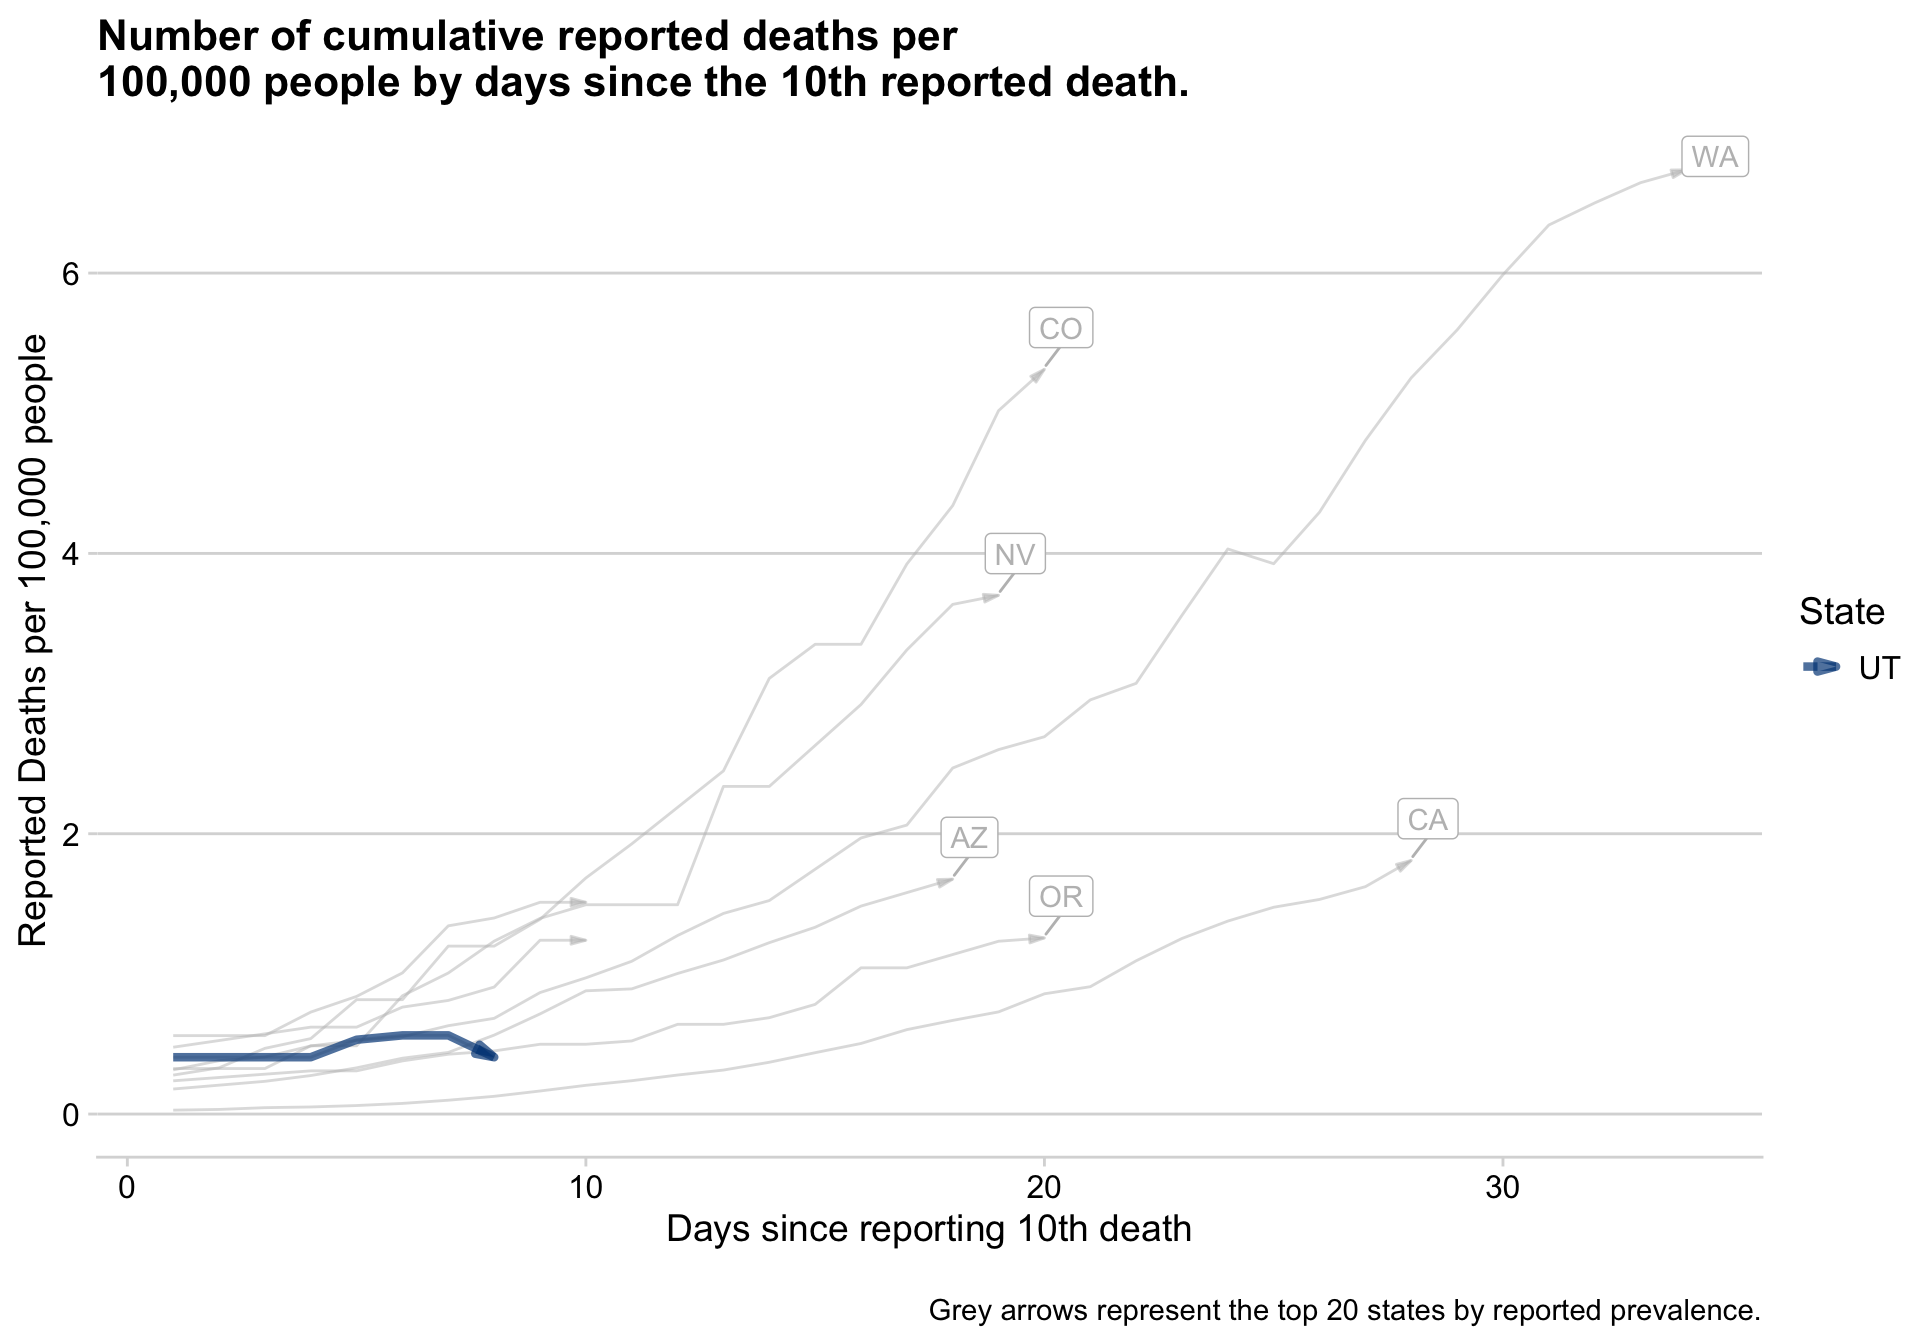 Number of cumulative reported deaths per
100,000 people by days since the 10th reported death.
Reported Deaths per 100,000 people
6
4
2
0
WA
CO
NV
AZ
CA
OR
State
UT
0
10
20
30
Days since reporting 10th death
Grey arrows represent the top 20 states by reported prevalence.